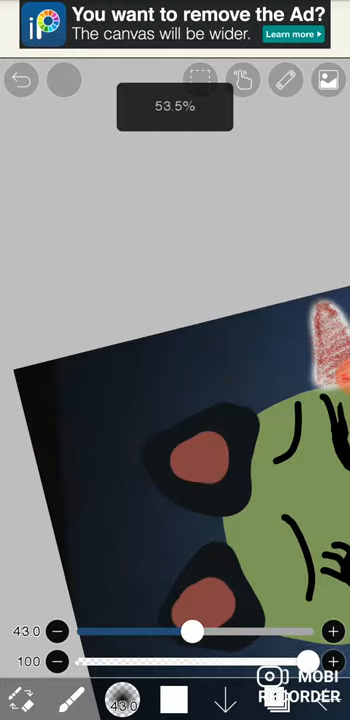 You want to remove the Ad?
The canvas will be wider.
Learn more
iP
53.5%
43.0
100
43.0
MOBI
RECORDER